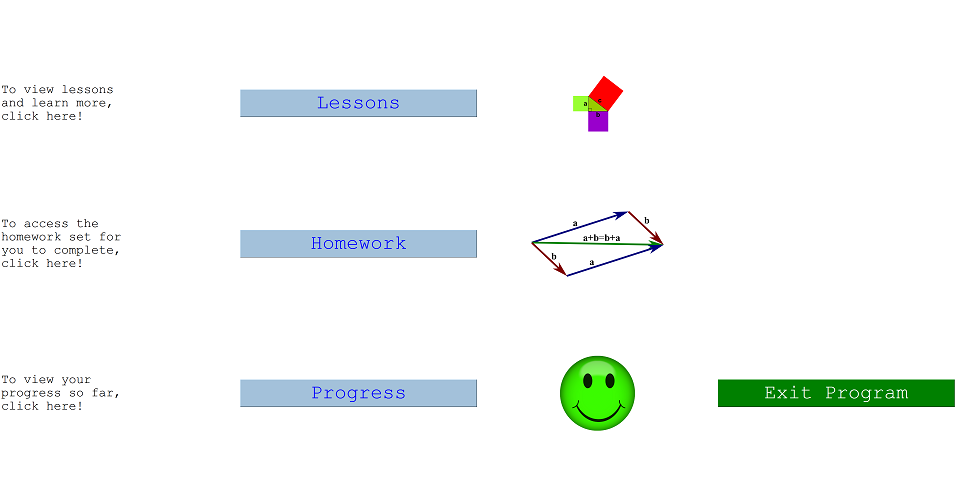 To view lessons
and learn more,
click here!
Lessons
a
c
b
To access the
homework set for
you to complete,
click here!
Homework
a
b
a+b=b+a
b
a
To view your
progress so far,
click here!
Progress
Exit Program